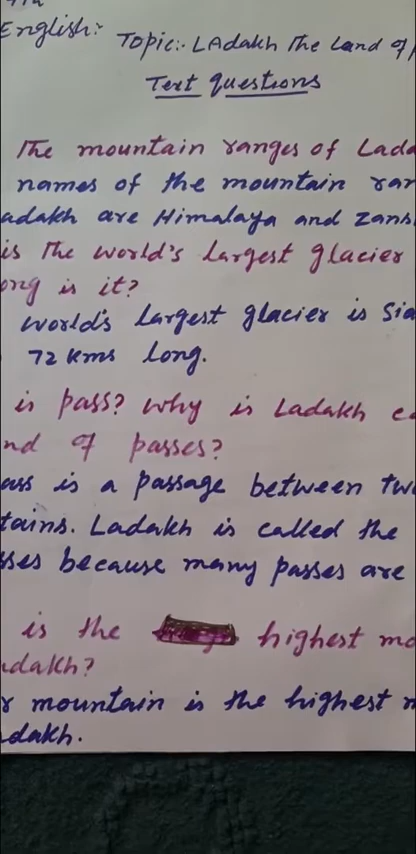 English:-
Topic:- LAdakh The Land of
Text Questions
The mountain ranges of Lada
names of the mountain ran
adakh are Himalaya and Zans
is the world's largest glacier
ong is it?
world's largest glacier is Sia
72 kms long.
is pass? why is Ladakh ca
nd of passes?
ass is a passage between tw
tains. Ladakh is called the
sses because many passes are
is the highest mo
adakh?
r mountain is the highest m
dakh.